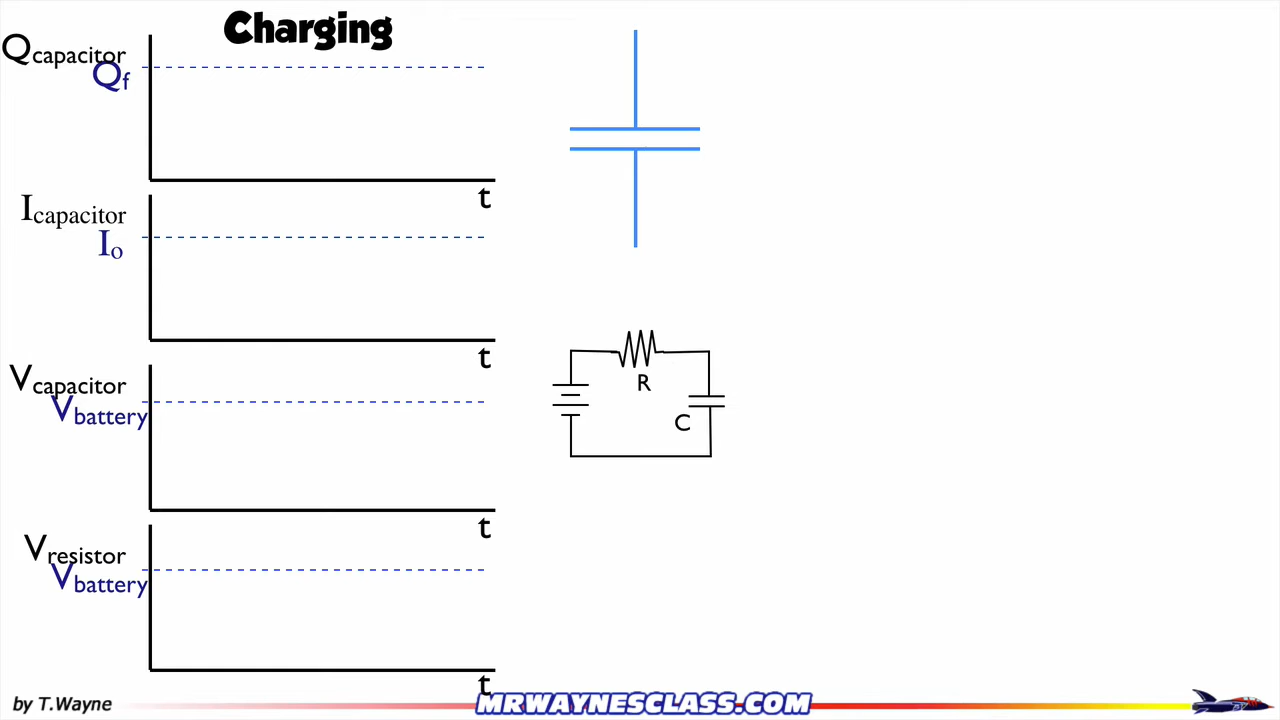 Charging
Qcapacitor
Qf
t
Icapacitor
Io
t
Vcapacitor
Vbattery
t
Vresistor
Vbattery
t
R
C
by T.Wayne
MRWAYNESCLASS.COM